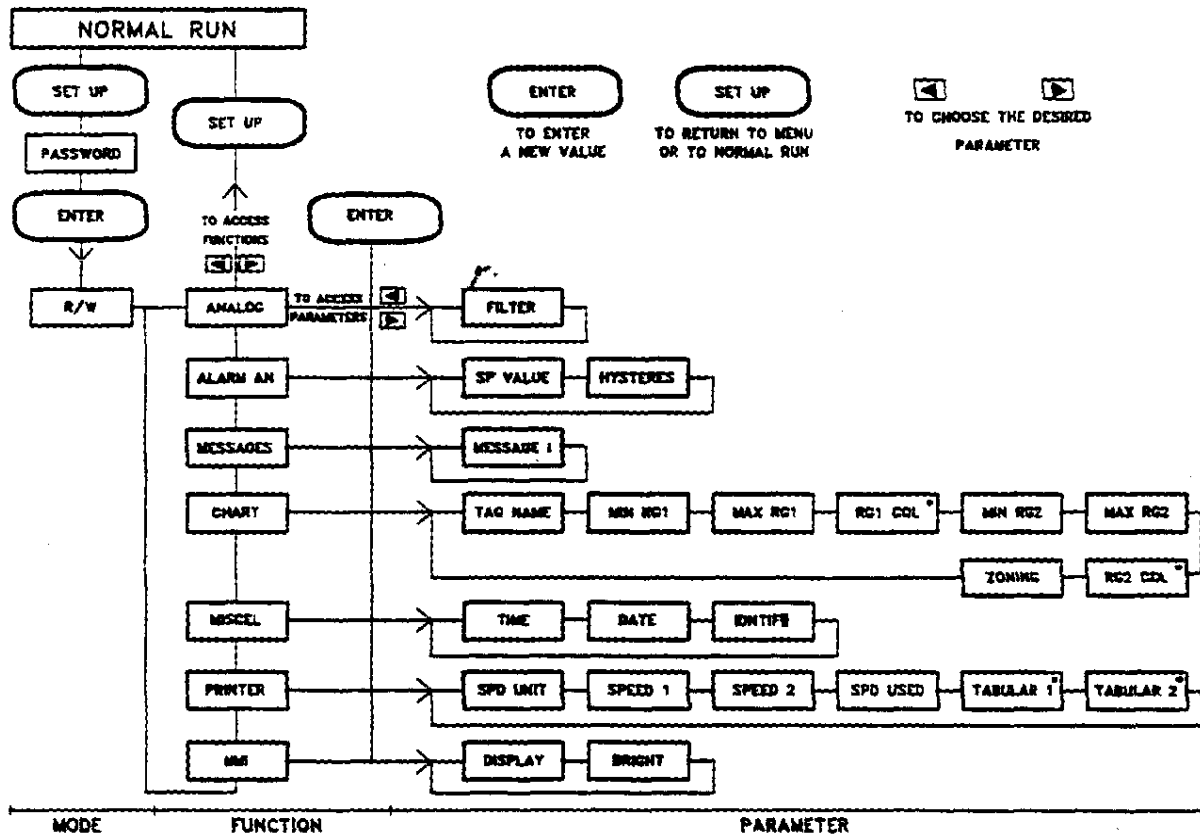 NORMAL RUN
SET UP
PASSWORD
ENTER
SET UP
TO ACCESS
FUNCTIONS
ENTER
ENTER
TO ENTER
A NEW VALUE
SET UP
TO RETURN TO MENU
OR TO NORMAL RUN
TO CHOOSE THE DESIRED
PARAMETER
R/W
ANALOG
TO ACCESS
PARAMETERS
FILTER
ALARM AN
SP VALUE
HYSTERES
MESSAGES
MESSAGE
CHART
TAG NAME
MIN RG1
MAX RG1
RG1 COL *
MIN RG2
MAX RG2
ZONING
RG2 COL *
MISCEL
TIME
DATE
PRINTER
SPD UNIT
SPEED 1
SPEED 2
SPD USED
TABULAR 1 *
TABULAR 2 *
MMI
DISPLAY
BRIGHT
MODE
FUNCTION
PARAMETER